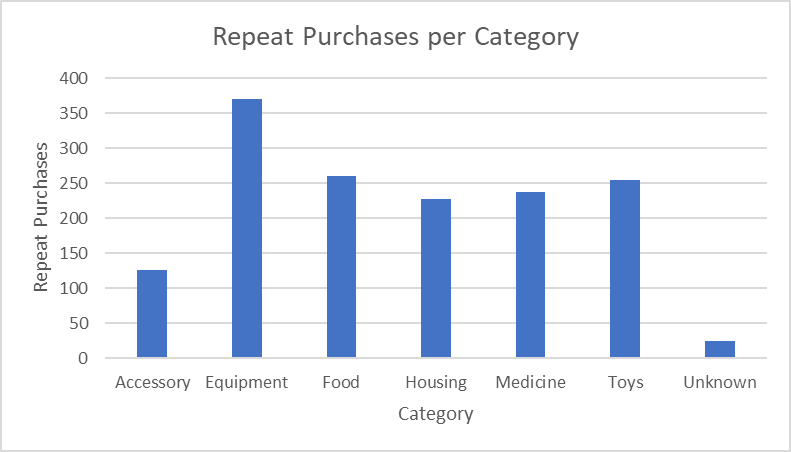 Repeat Purchases per Category
400
350
300
250
200
150
100
50
0
Repeat Purchases
Accessory Equipment Food Housing Medicine Toys Unknown
Category